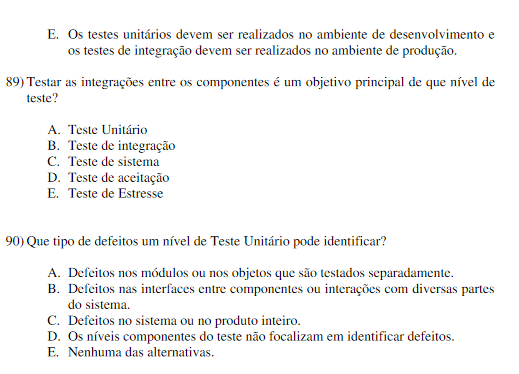 E. Os testes unitários devem ser realizados no ambiente de desenvolvimento e
os testes de integração devem ser realizados no ambiente de produção.
89) Testar as integrações entre os componentes é um objetivo principal de que nível de
teste?
A. Teste Unitário
B. Teste de integração
C. Teste de sistema
D. Teste de aceitação
E. Teste de Estresse
90) Que tipo de defeitos um nível de Teste Unitário pode identificar?
A. Defeitos nos módulos ou nos objetos que são testados separadamente.
B. Defeitos nas interfaces entre componentes ou interações com diversas partes
do sistema.
C. Defeitos no sistema ou no produto inteiro.
D. Os níveis componentes do teste não focalizam em identificar defeitos.
E. Nenhuma das alternativas.